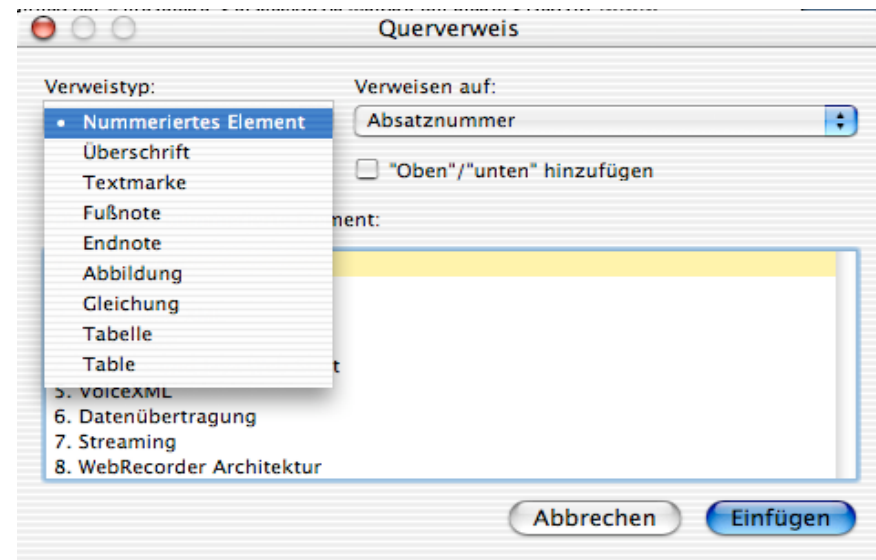 Querverweis
Verweistyp:
Verweisen auf:
Nummeriertes Element
Absatznummer
Überschrift
"Oben"/"unten" hinzufügen
Textmarke
Fußnote
Endnote
Abbildung
Gleichung
Tabelle
Table
5. VoiceXML
6. Datenübertragung
7. Streaming
8. WebRecorder Architektur
Abbrechen
Einfügen